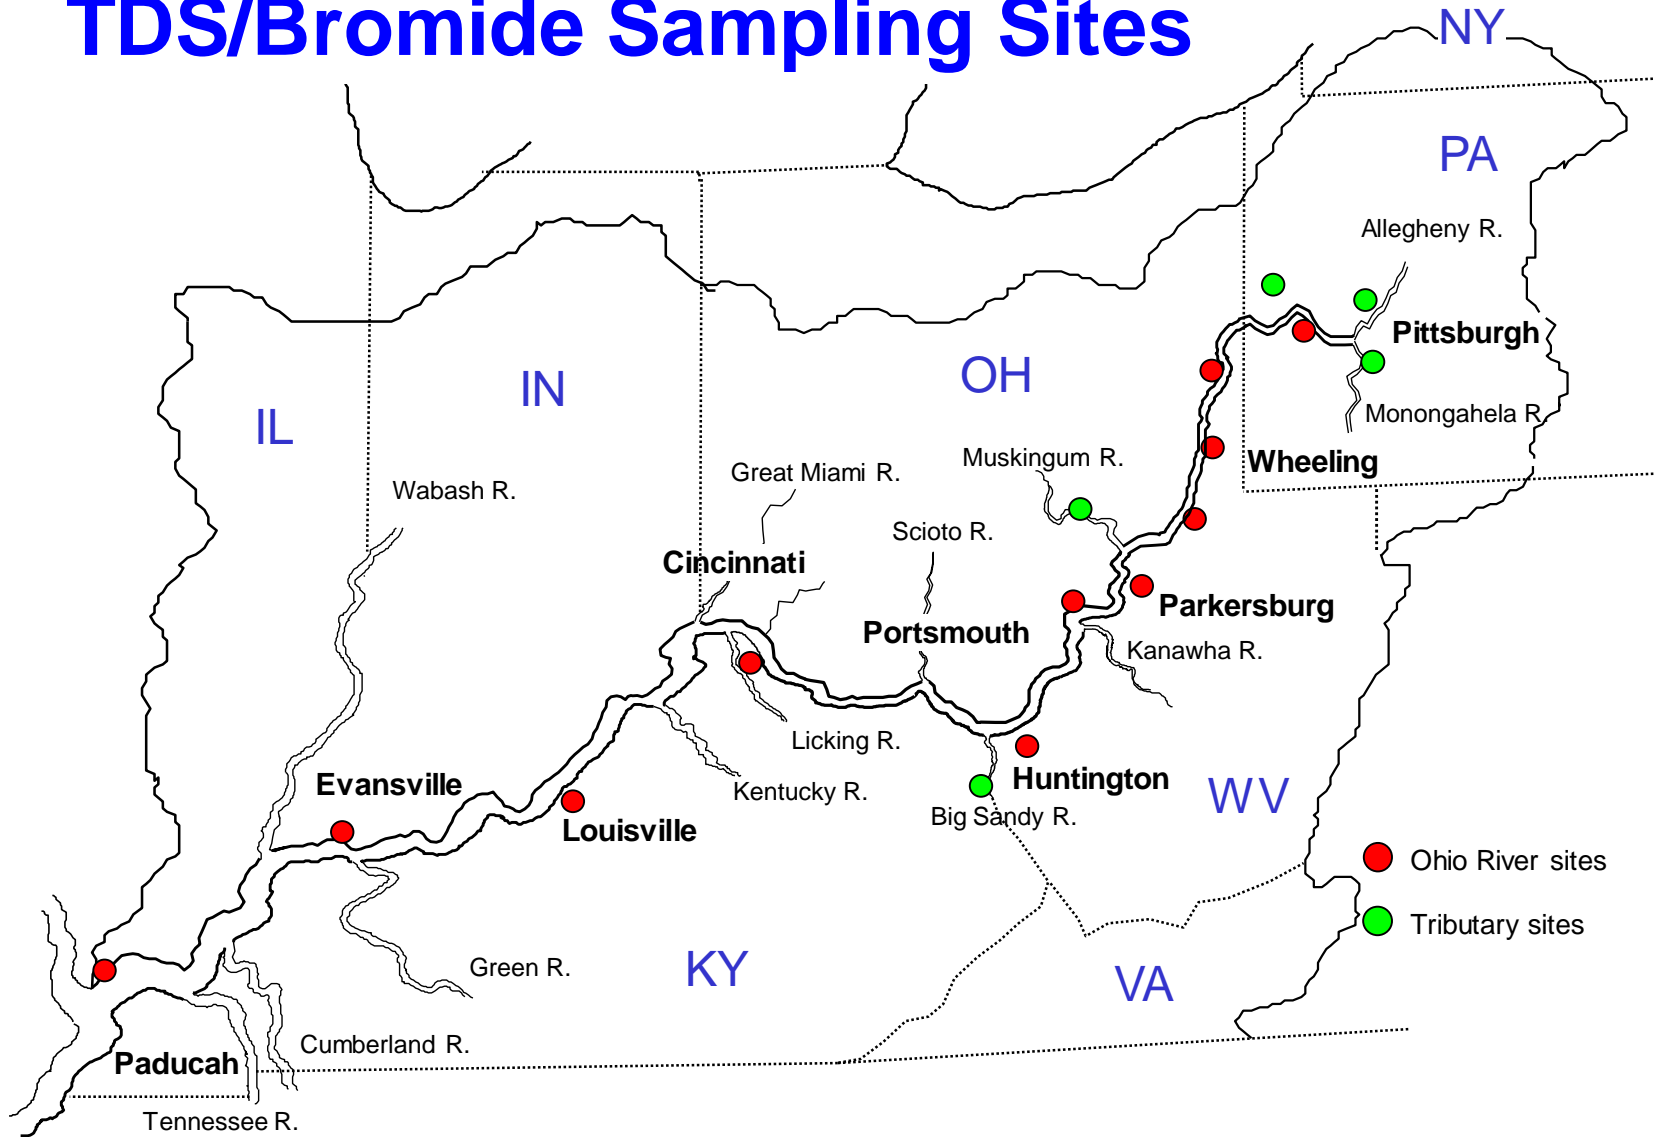 TDS/Bromide Sampling Sites
NY
PA
Allegheny R.
Pittsburgh
OH
IN
IL
Monongahela R
Muskingum R.
Wheeling
Great Miami R.
Wabash R.
Scioto R.
Cincinnati
Parkersburg
Portsmouth
Kanawha R.
Licking R.
Huntington
Evansville
Kentucky R.
WV
Big Sandy R.
Louisville
Ohio River sites
Tributary sites
Green R.
KY
VA
Cumberland R.
Paducah
Tennessee R.